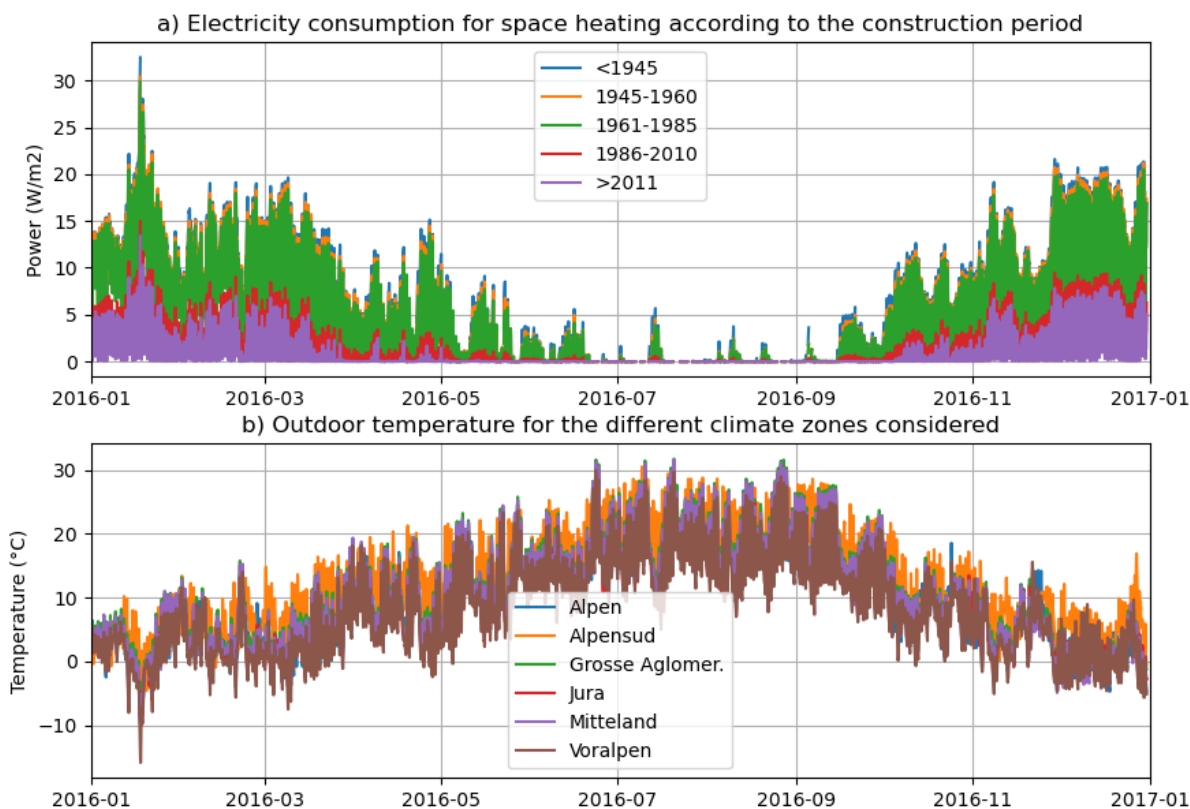 a) Electricity consumption for space heating according to the construction period
Power (W/m2)
30
25
20
15
10
5
0
<1945
1945-1960
1961-1985
1986-2010
>2011
2016-01 2016-03 2016-05 2016-07 2016-09 2016-11 2017-01
b) Outdoor temperature for the different climate zones considered
Temperature (°C)
30
20
10
0
−10
Alpen
Alpensud
Grosse Aglomer.
Jura
Mitteland
Voralpen
2016-01 2016-03 2016-05 2016-07 2016-09 2016-11 2017-01